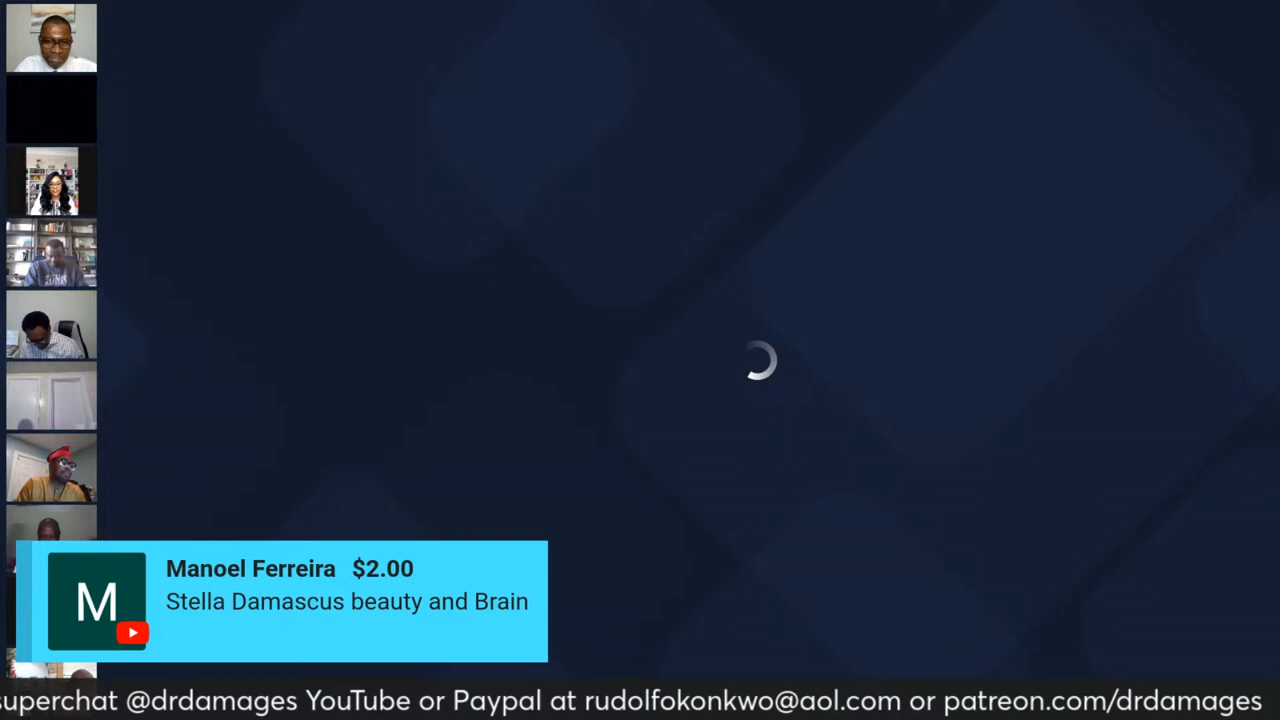 M
Manoel Ferreira $2.00
Stella Damascus beauty and Brain
superchat @drdamages YouTube or Paypal at rudolfokonkwo@aol.com or patreon.com/drdamages